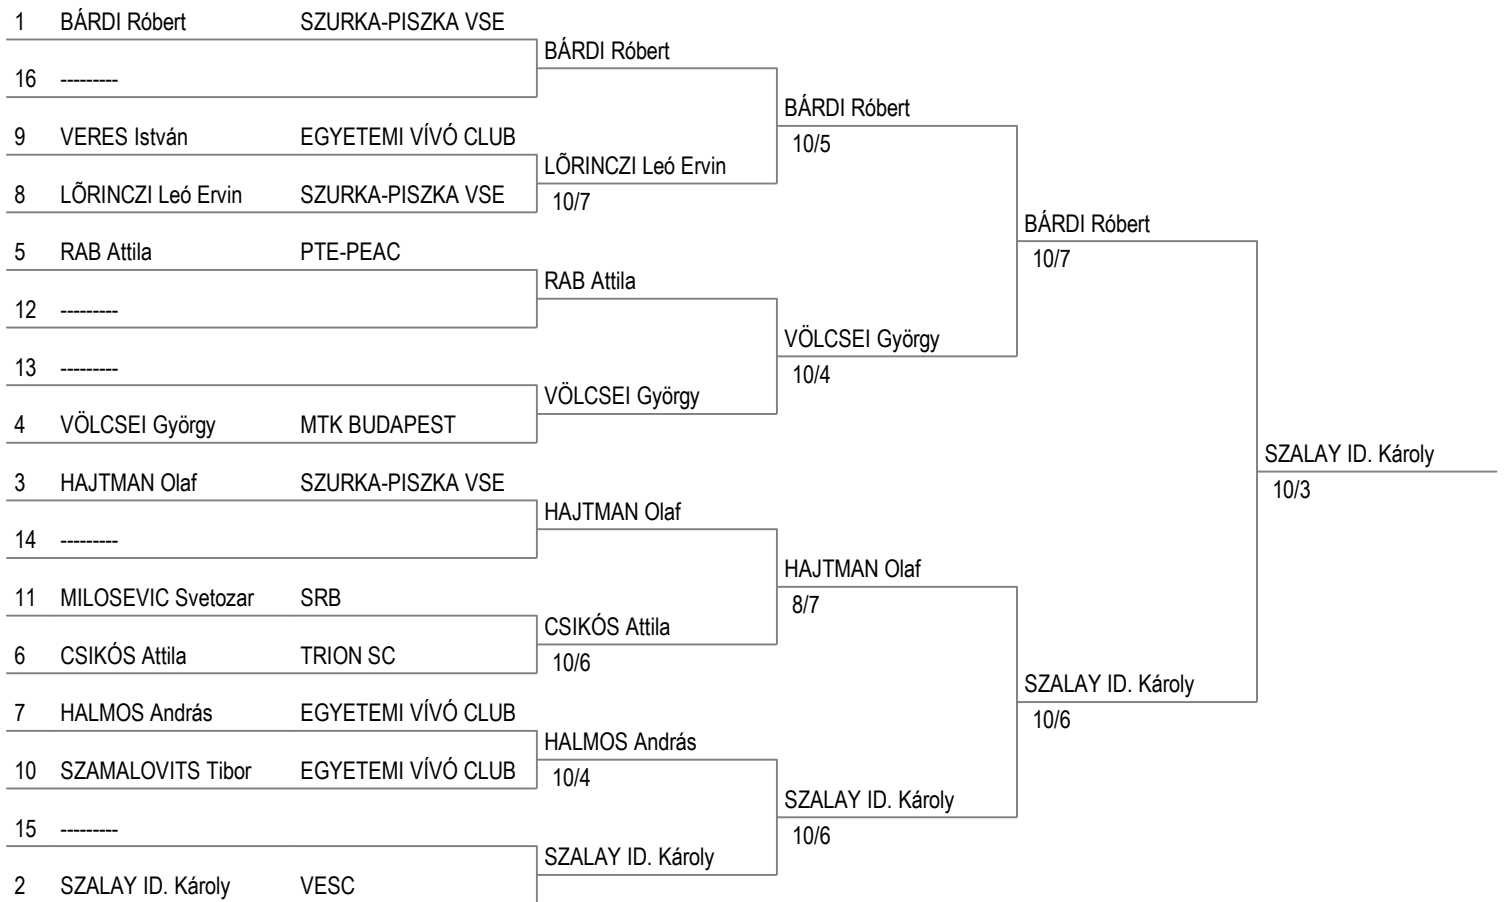 1 BÁRDI Róbert SZURKA-PISZKA VSE
BÁRDI Róbert
16 ---------
BÁRDI Róbert
10/5
9 VERES István EGYETEMI VÍVÓ CLUB
LÕRINCZI Leó Ervin
10/7
8 LÕRINCZI Leó Ervin SZURKA-PISZKA VSE
BÁRDI Róbert
10/7
5 RAB Attila PTE-PEAC
RAB Attila
12 ---------
VÖLCSEI György
10/4
13 ---------
VÖLCSEI György
4 VÖLCSEI György MTK BUDAPEST
SZALAY ID. Károly
10/3
3 HAJTMAN Olaf SZURKA-PISZKA VSE
HAJTMAN Olaf
14 ---------
HAJTMAN Olaf
8/7
11 MILOSEVIC Svetozar SRB
CSIKÓS Attila
10/6
6 CSIKÓS Attila TRION SC
SZALAY ID. Károly
10/6
7 HALMOS András EGYETEMI VÍVÓ CLUB
HALMOS András
10/4
10 SZAMALOVITS Tibor EGYETEMI VÍVÓ CLUB
SZALAY ID. Károly
10/6
15 ---------
SZALAY ID. Károly
2 SZALAY ID. Károly VESC